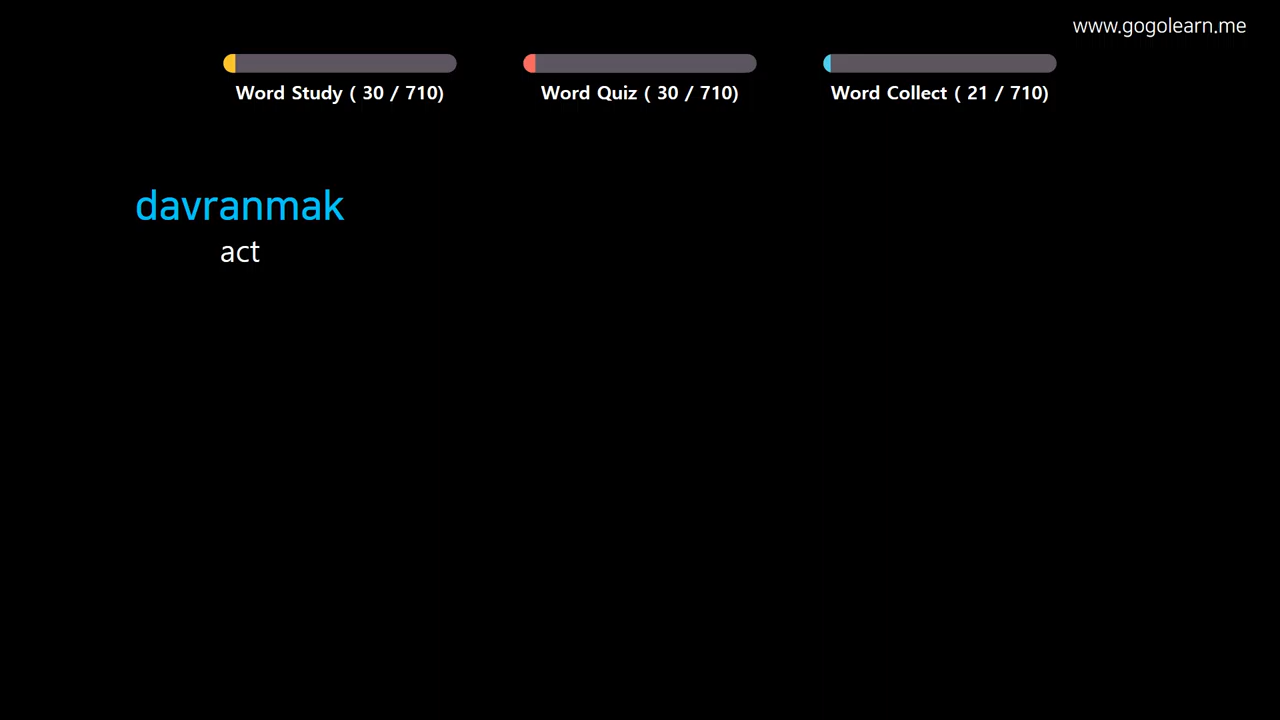 www.gogolearn.me
Word Study ( 30 / 710)
Word Quiz ( 30 / 710)
Word Collect ( 21 / 710)
davranmak
act